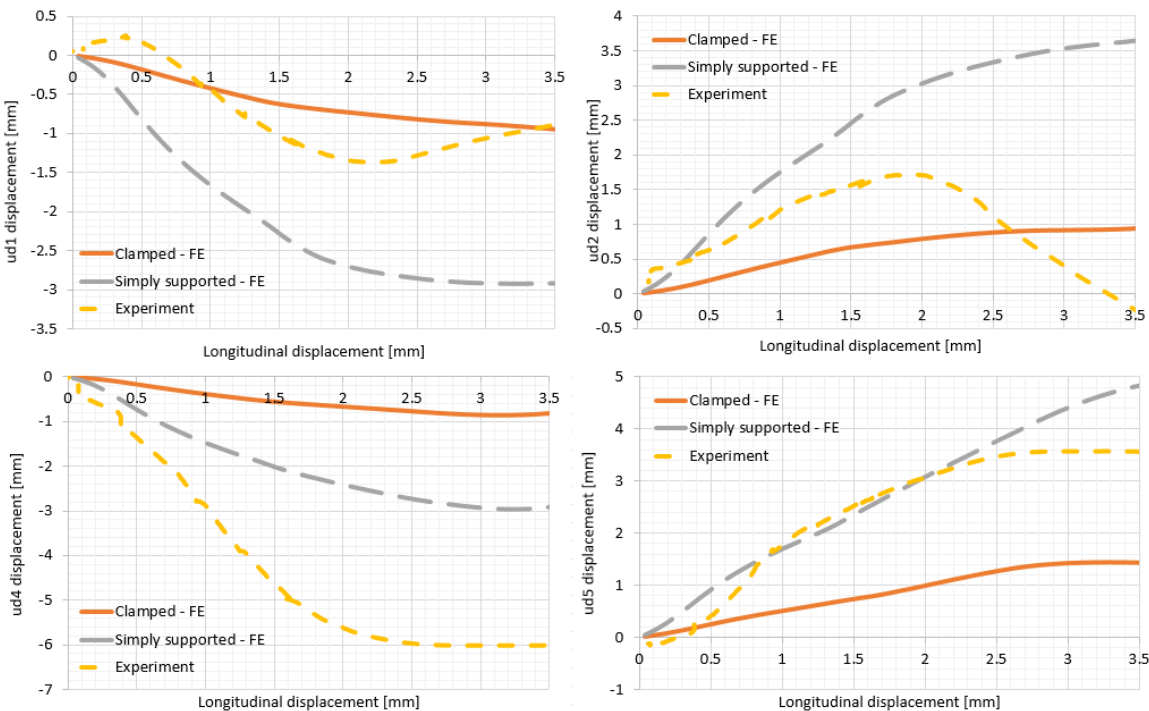 0.5
0
-0.5
-1
-1.5
-2
-2.5
-3
-3.5
0 0.5 1 1.5 2 2.5 3 3.5
ud1 displacement [mm]
Clamped - FE
Simply supported - FE
Experiment
Longitudinal displacement [mm]
4
3.5
3
2.5
2
1.5
1
0.5
0
-0.5
0 0.5 1 1.5 2 2.5 3 3.5
ud2 displacement [mm]
Clamped - FE
Simply supported - FE
Experiment
Longitudinal displacement [mm]
0
-1
-2
-3
-4
-5
-6
-7
0 0.5 1 1.5 2 2.5 3 3.5
ud4 displacement [mm]
Clamped - FE
Simply supported - FE
Experiment
Longitudinal displacement [mm]
5
4
3
2
1
0
-1
0 0.5 1 1.5 2 2.5 3 3.5
ud5 displacement [mm]
Clamped - FE
Simply supported - FE
Experiment
Longitudinal displacement [mm]